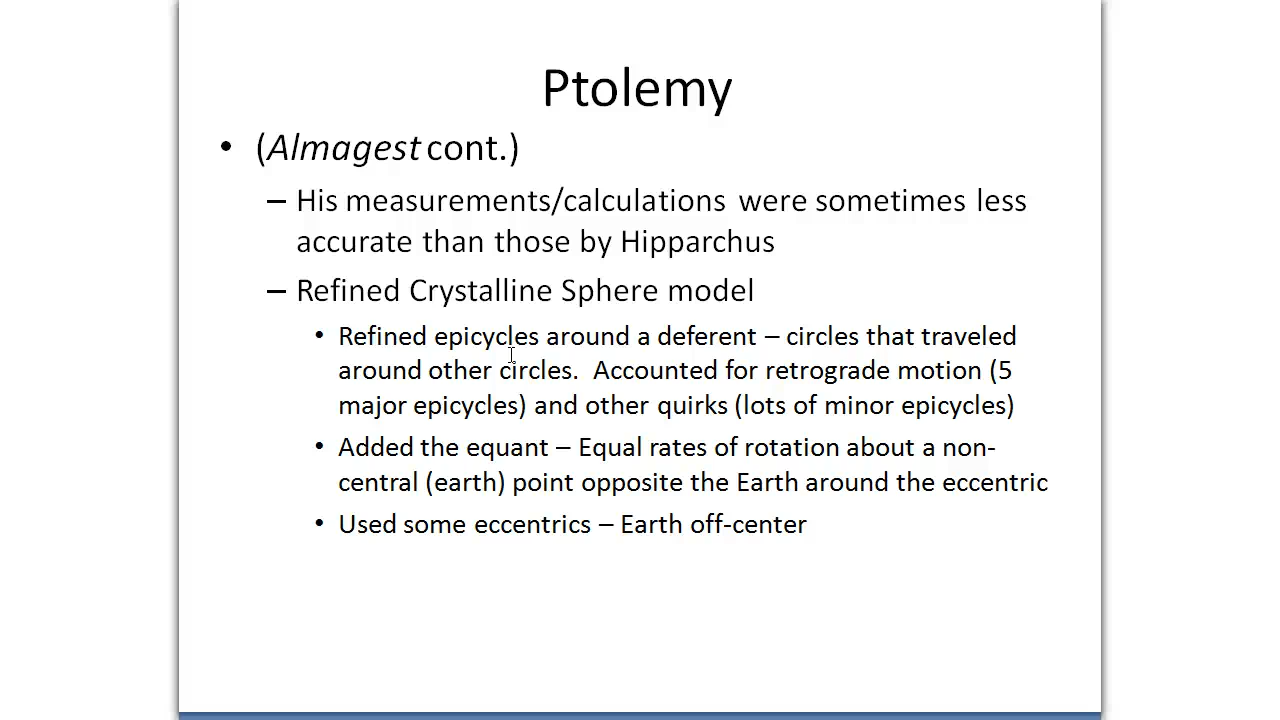 Ptolemy
• (Almagest cont.)
– His measurements/calculations were sometimes less
accurate than those by Hipparchus
– Refined Crystalline Sphere model
• Refined epicycles around a deferent – circles that traveled
around other circles.  Accounted for retrograde motion (5
major epicycles) and other quirks (lots of minor epicycles)
• Added the equant – Equal rates of rotation about a non-
central (earth) point opposite the Earth around the eccentric
• Used some eccentrics – Earth off-center